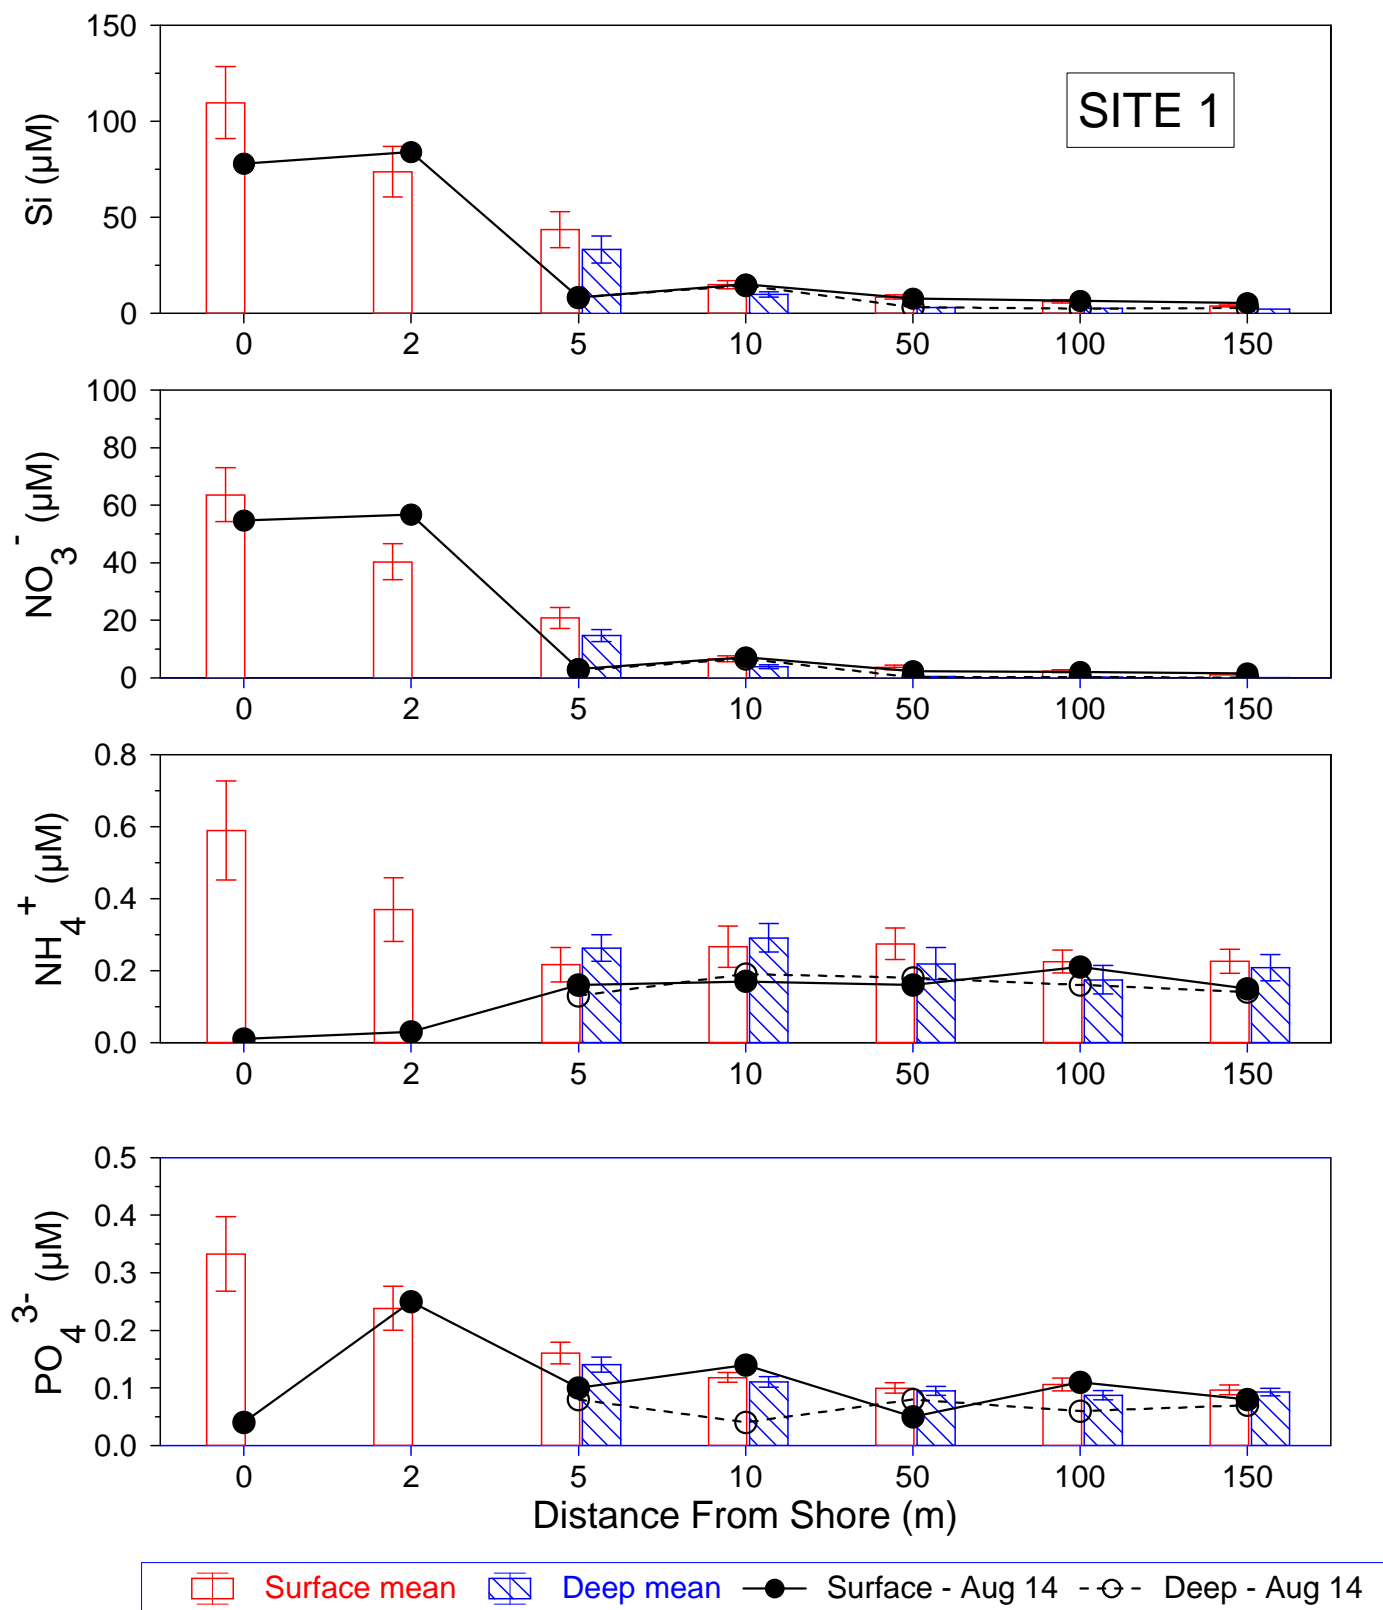 SITE 1
Si (µM)
150
100
50
0
0 2 5 10 50 100 150
NO3- (µM)
100
80
60
40
20
0
0 2 5 10 50 100 150
NH4+ (µM)
0.8
0.6
0.4
0.2
0.0
0 2 5 10 50 100 150
PO43- (µM)
0.5
0.4
0.3
0.2
0.1
0.0
0 2 5 10 50 100 150
Distance From Shore (m)
Surface mean Deep mean Surface - Aug 14 Deep - Aug 14